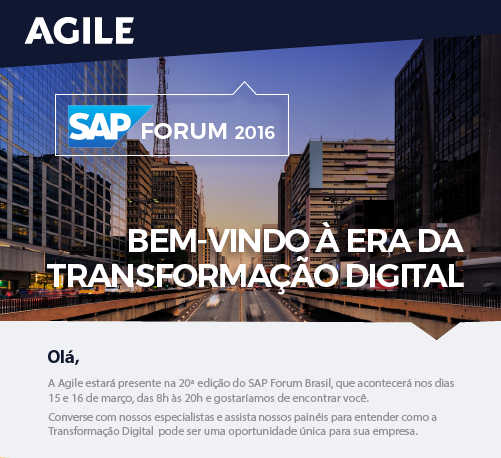 AGILE
SAP FORUM 2016
BEM-VINDO À ERA DA
TRANSFORMAÇÃO DIGITAL
Olá,
A Agile estará presente na 20ª edição do SAP Forum Brasil, que acontecerá nos dias
15 e 16 de março, das 8h às 20h e gostaríamos de encontrar você.
Converse com nossos especialistas e assista nossos painéis para entender como a
Transformação Digital pode ser uma oportunidade única para sua empresa.